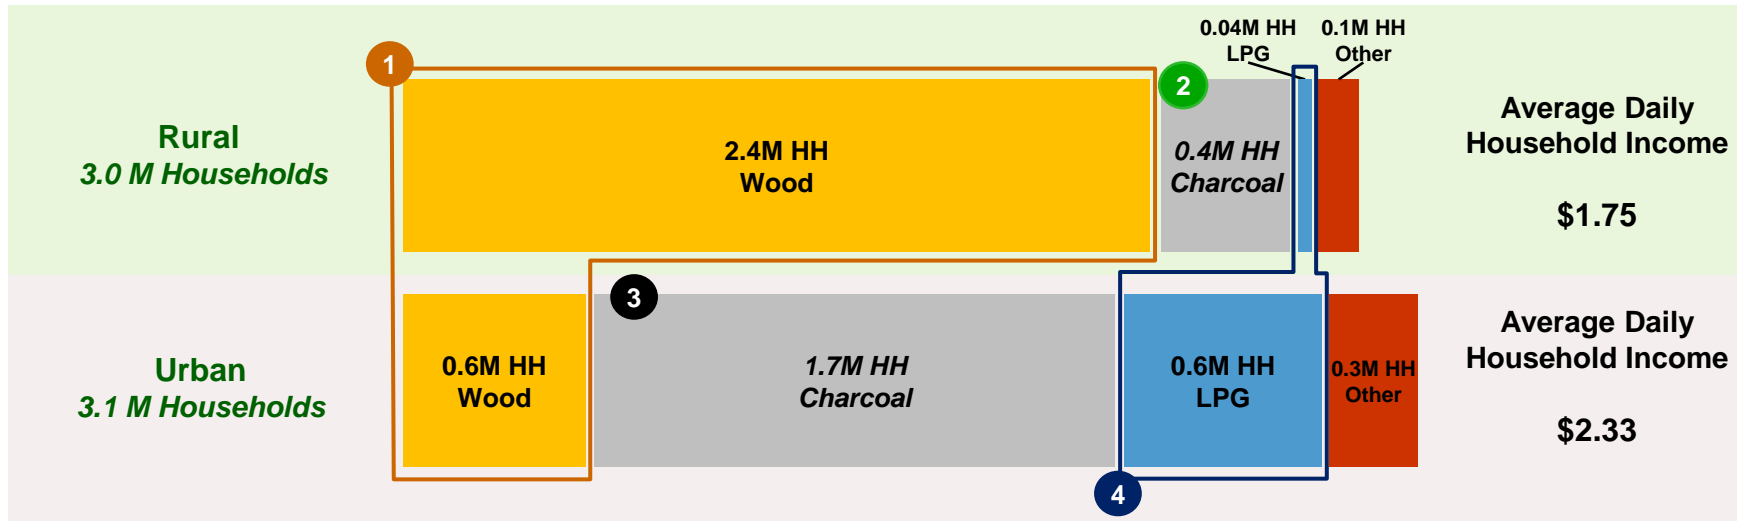 0.04M HH
LPG
0.1M HH
Other
1
2
Rural
3.0 M Households
2.4M HH
Wood
0.4M HH
Charcoal
Average Daily
Household Income
$1.75
3
Urban
3.1 M Households
0.6M HH
Wood
1.7M HH
Charcoal
0.6M HH
LPG
0.3M HH
Other
Average Daily
Household Income
$2.33
4